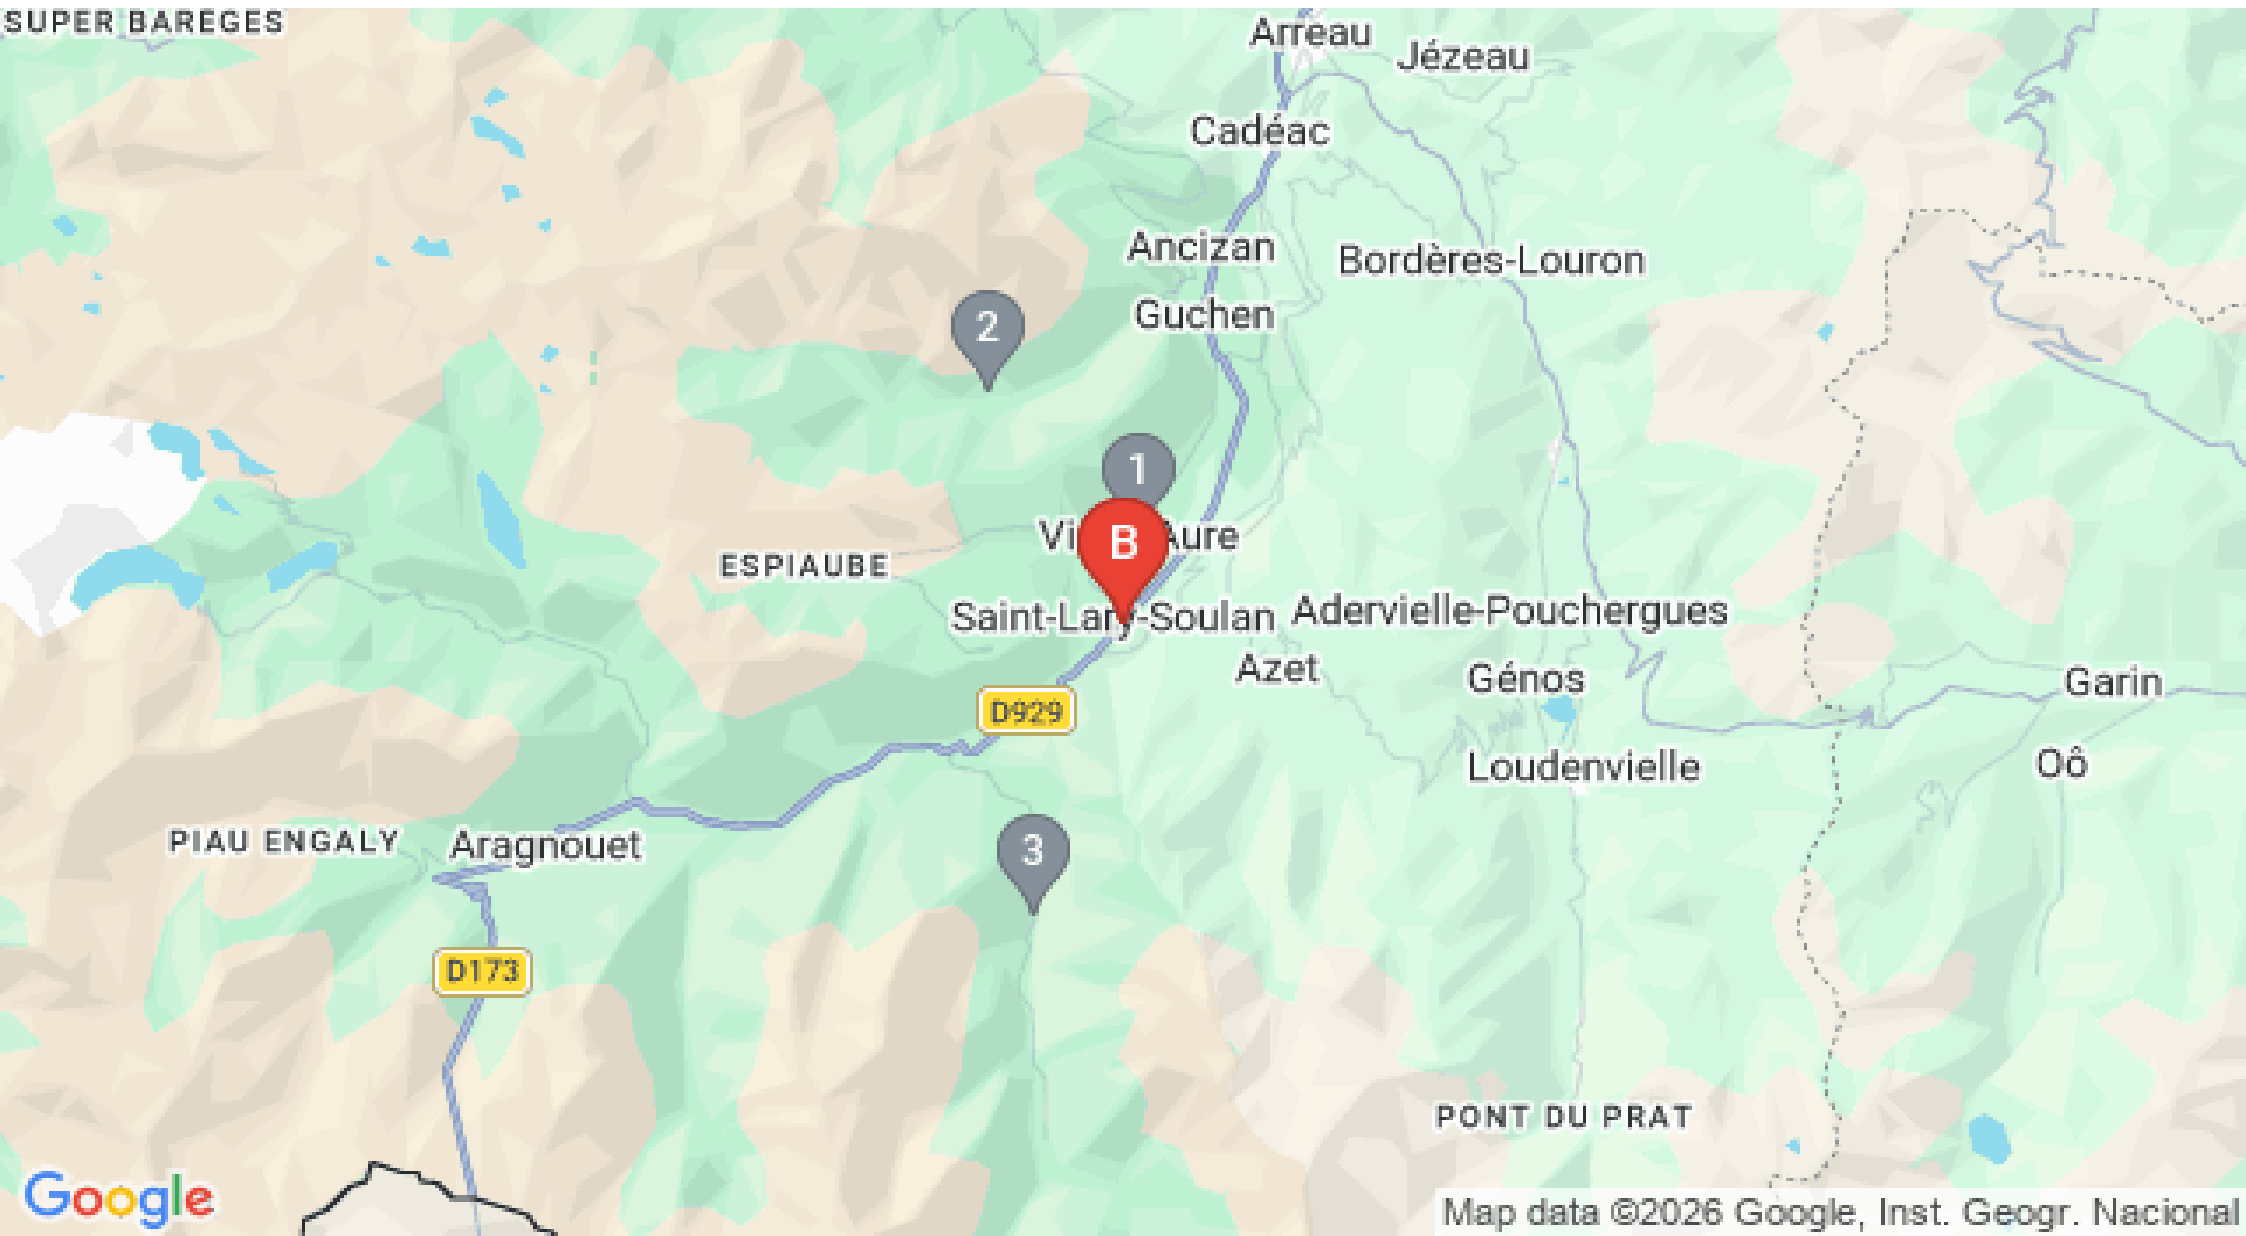 SUPER BAREGES
Arreau
Jézeau
Cadéac
Ancizan
Bordères-Louron
Guchen
2
1
Vi
Aure
B
ESPIAUBE
Saint-Lary-Soulan
Adervielle-Pouchergues
Azet
Génos
Garin
D929
Loudenvielle
Oô
PIAU ENGALY
Aragnouet
3
D173
PONT DU PRAT
Google
Map data ©2026 Google, Inst. Geogr. Nacional